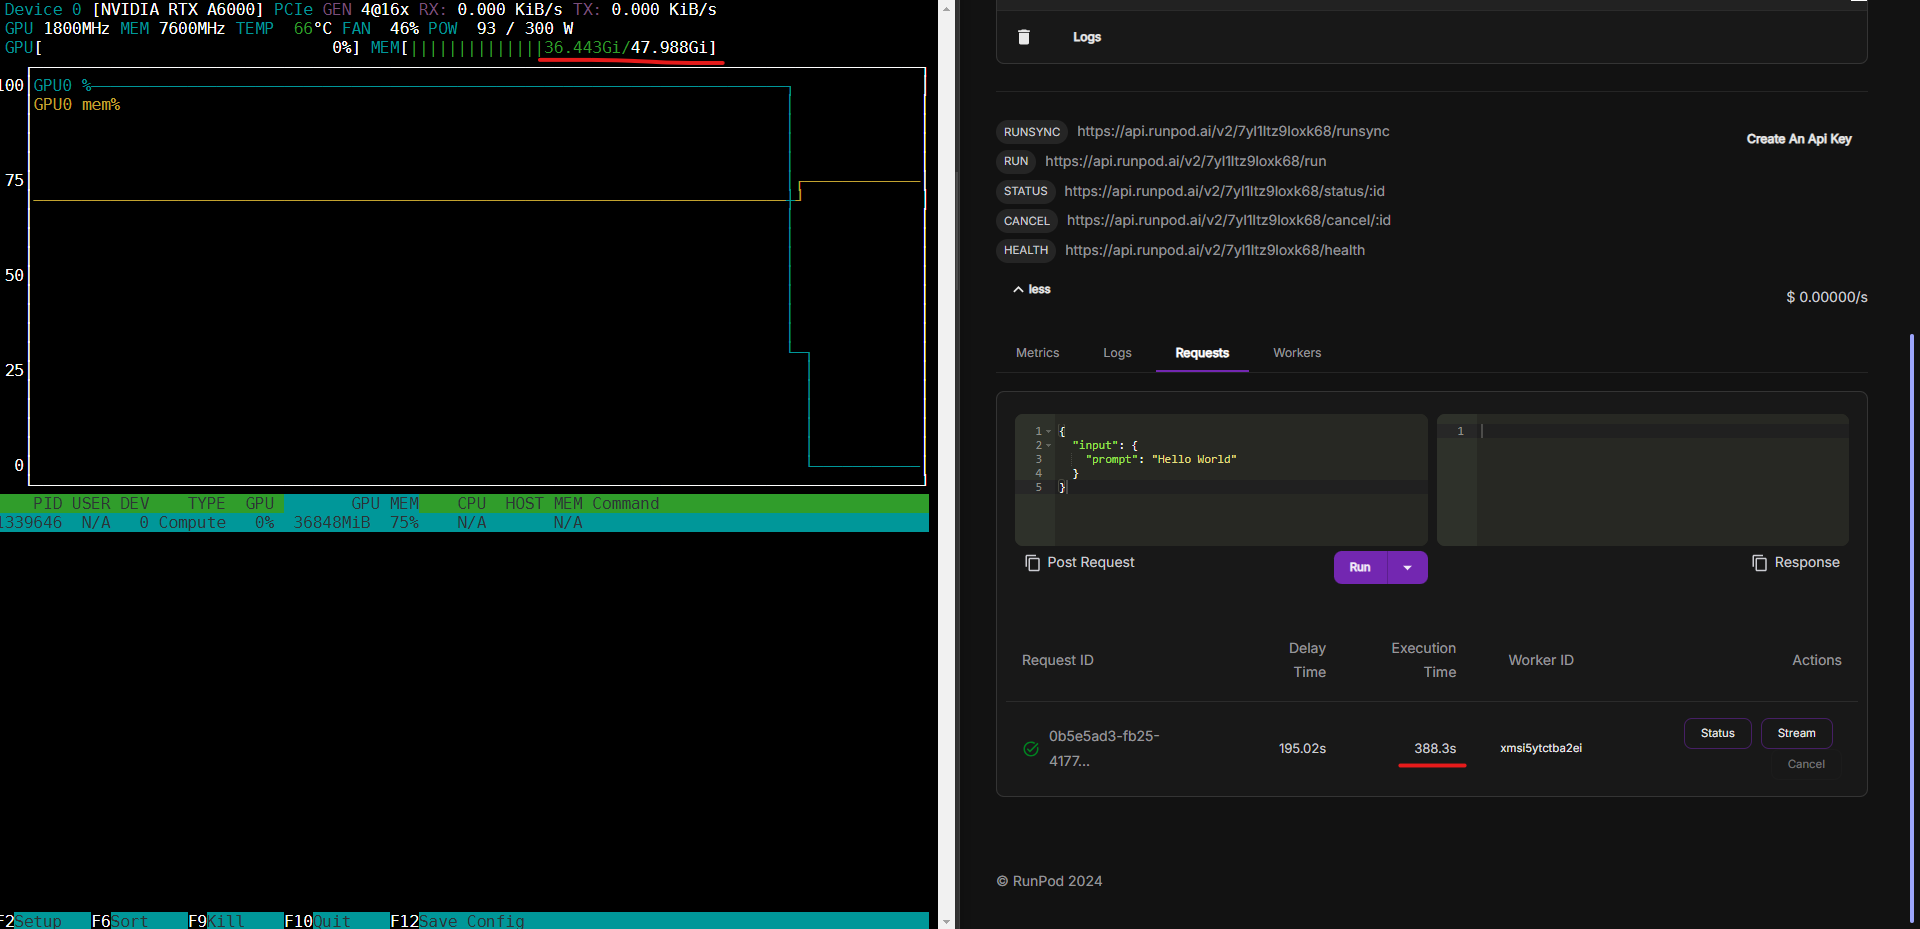 Device 0 [NVIDIA RTX A6000] PCIe GEN 4@16x RX: 0.000 KiB/s TX: 0.000 KiB/s
GPU 1800MHz MEM 7600MHz TEMP 66°C FAN 46% POW 93 / 300 W
GPU[ 0%] MEM[||||||||||||||36.443Gi/47.988Gi]
100 GPU0 %
GPU0 mem%
75
50
25
0
PID USER DEV TYPE GPU GPU MEM CPU HOST MEM Command
1339646 N/A 0 Compute 0% 36848MiB 75% N/A N/A
F2Setup F6Sort F9Kill F10Quit F12Save Config
Logs
RUNSYNC https://api.runpod.ai/v2/7yl1ltz9loxk68/runsync
Create An Api Key
RUN https://api.runpod.ai/v2/7yl1ltz9loxk68/run
STATUS https://api.runpod.ai/v2/7yl1ltz9loxk68/status/:id
CANCEL https://api.runpod.ai/v2/7yl1ltz9loxk68/cancel/:id
HEALTH https://api.runpod.ai/v2/7yl1ltz9loxk68/health
less
$ 0.00000/s
Metrics Logs Requests Workers
1 {
2 "input": {
3 "prompt": "Hello World"
4 }
5 }
1
Post Request
Run
Response
Request ID Delay Time Execution Time Worker ID Actions
0b5e5ad3-fb25-4177... 195.02s 388.3s xmsi5ytctba2ei Status Stream
Cancel
© RunPod 2024